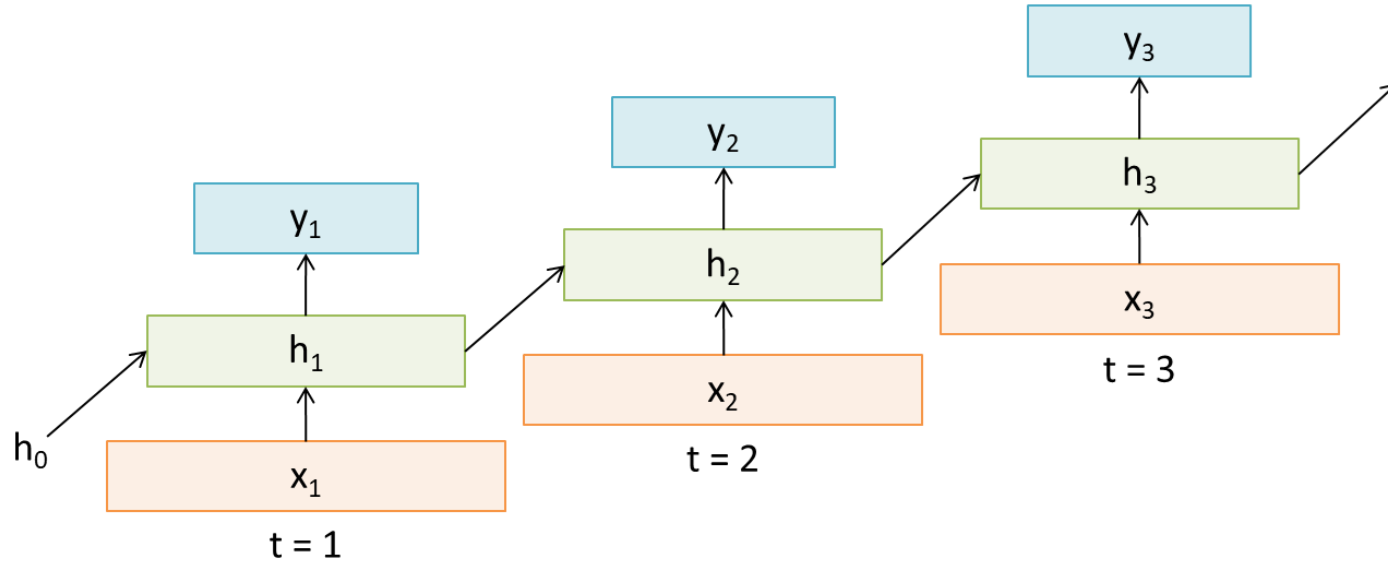 y₁
h₁
h₀
x₁
t = 1
y₂
h₂
x₂
t = 2
y₃
h₃
x₃
t = 3